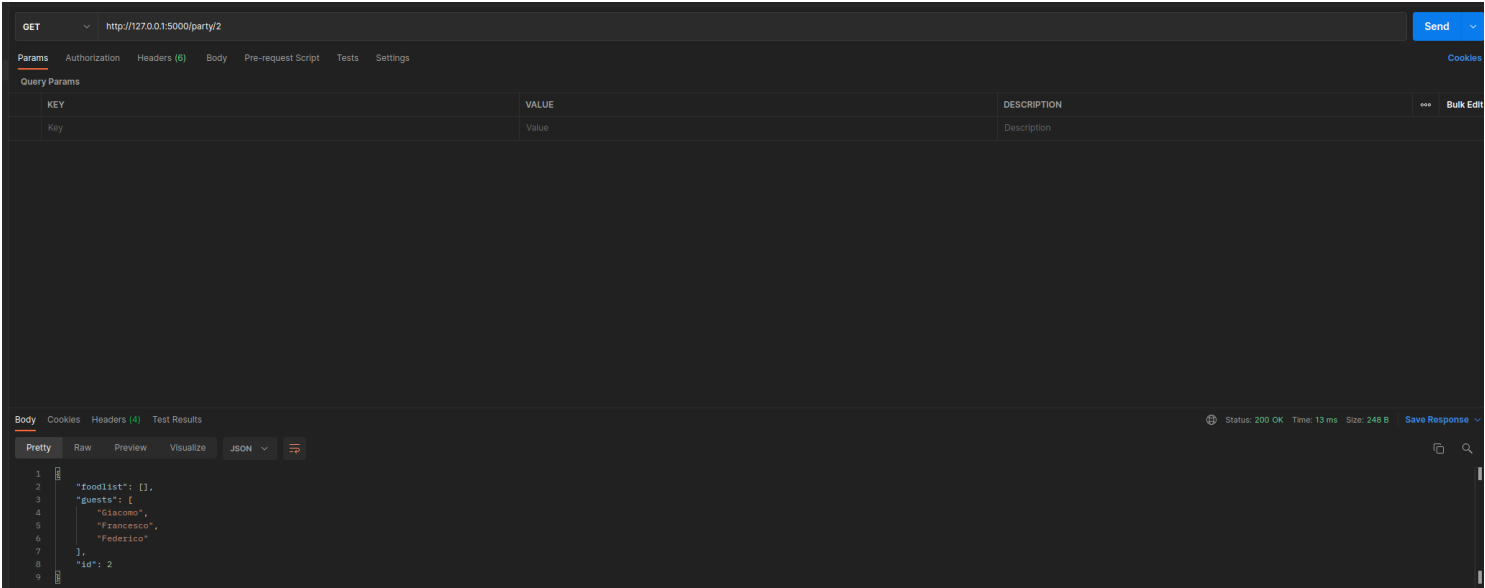 GET http://127.0.0.1:5000/party/2 Send
Params Authorization Headers (6) Body Pre-request Script Tests Settings Cookies
Query Params
KEY VALUE DESCRIPTION ooo Bulk Edit
Key Value Description
Body Cookies Headers (4) Test Results Status: 200 OK Time: 13 ms Size: 248 B Save Response
Pretty Raw Preview Visualize JSON
1 {
2 "foodlist": [],
3 "guests": [
4 "Giacomo",
5 "Francesco",
6 "Federico"
7 ],
8 "id": 2
9 }